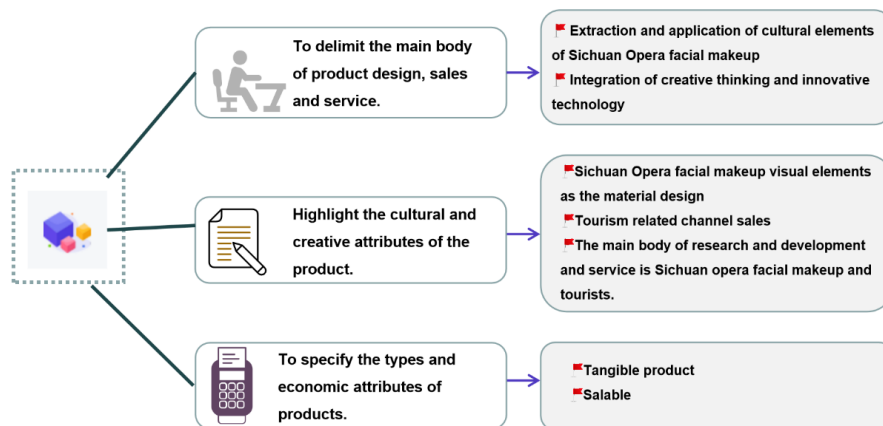 To delimit the main body
of product design, sales
and service.
Extraction and application of cultural elements
of Sichuan Opera facial makeup
Integration of creative thinking and innovative
technology
Highlight the cultural and
creative attributes of the
product.
Sichuan Opera facial makeup visual elements
as the material design
Tourism related channel sales
The main body of research and development
and service is Sichuan opera facial makeup and
tourists.
To specify the types and
economic attributes of
products.
Tangible product
Salable